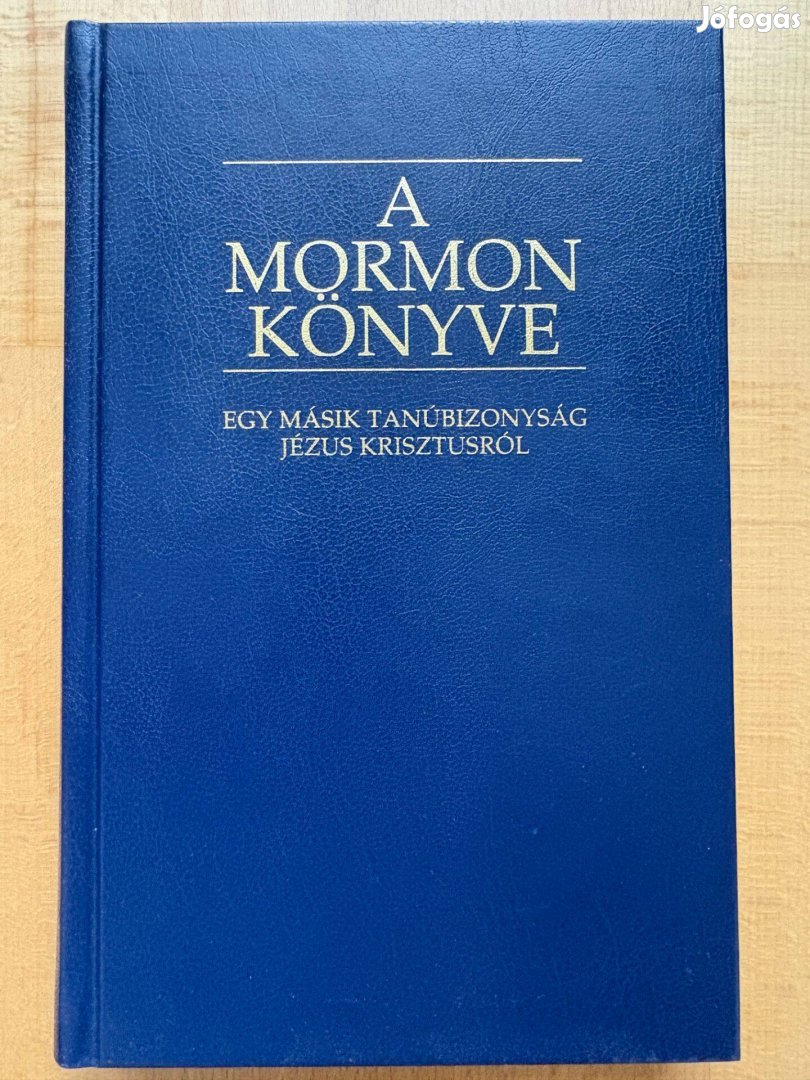 Jófogás
A
MORMON
KÖNYVE
EGY MÁSIK TANÚBIZONYSÁG
JÉZUS KRISZTUSRÓL